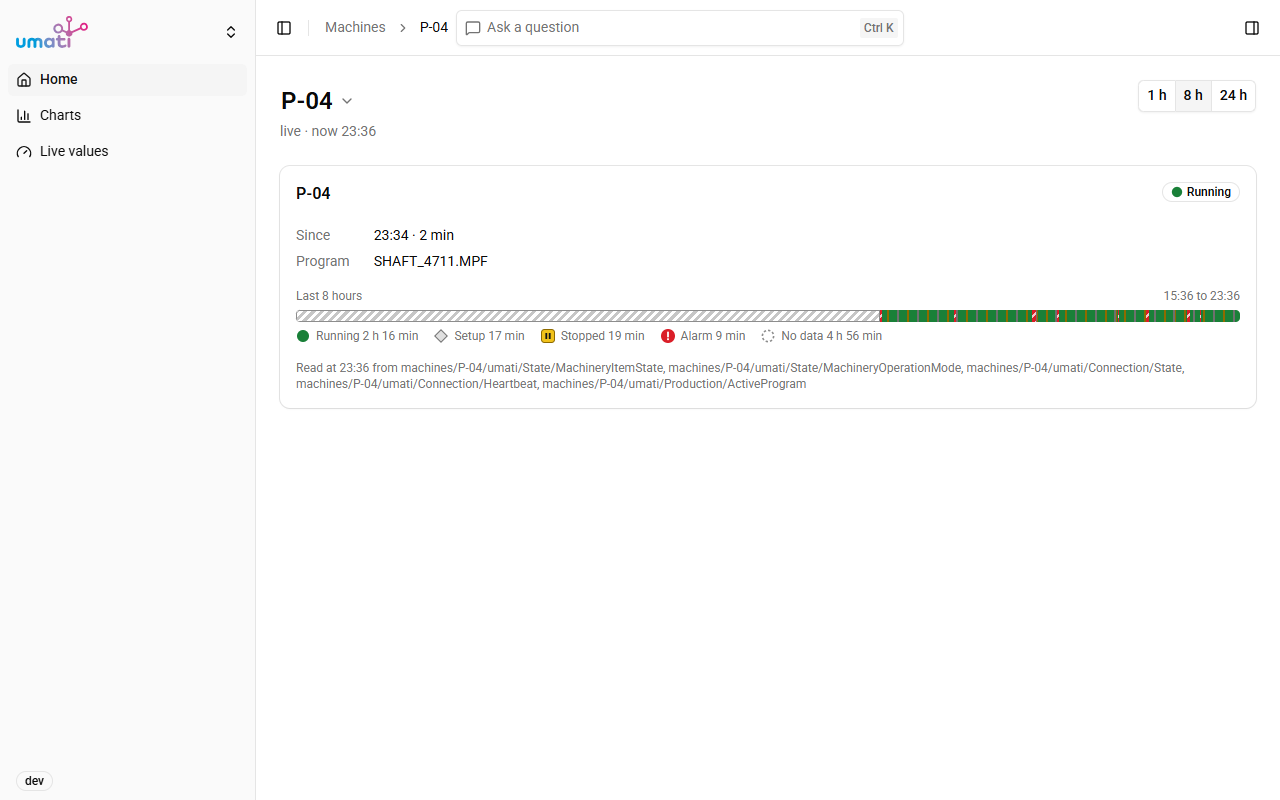 umati
Machines
P-04
Ask a question
Ctrl K
Home
Charts
Live values
P-04
1 h
8 h
24 h
live · now 23:36
P-04
Running
Since
23:34 · 2 min
Program
SHAFT_4711.MPF
Last 8 hours
15:36 to 23:36
Running 2 h 16 min
Setup 17 min
Stopped 19 min
Alarm 9 min
No data 4 h 56 min
Read at 23:36 from machines/P-04/umati/State/MachineryItemState, machines/P-04/umati/State/MachineryOperationMode, machines/P-04/umati/Connection/State,
machines/P-04/umati/Connection/Heartbeat, machines/P-04/umati/Production/ActiveProgram
dev